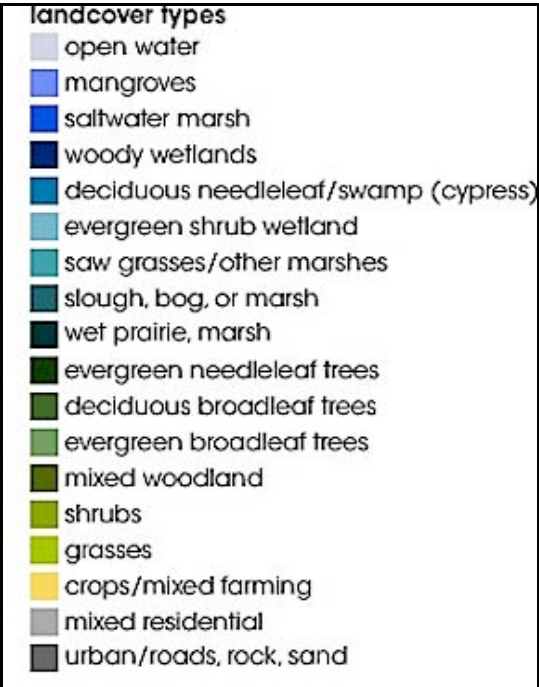 landcover types
open water
mangroves
saltwater marsh
woody wetlands
deciduous needleleaf/swamp (cypress)
evergreen shrub wetland
saw grasses/other marshes
slough, bog, or marsh
wet prairie, marsh
evergreen needleleaf trees
deciduous broadleaf trees
evergreen broadleaf trees
mixed woodland
shrubs
grasses
crops/mixed farming
mixed residential
urban/roads, rock, sand